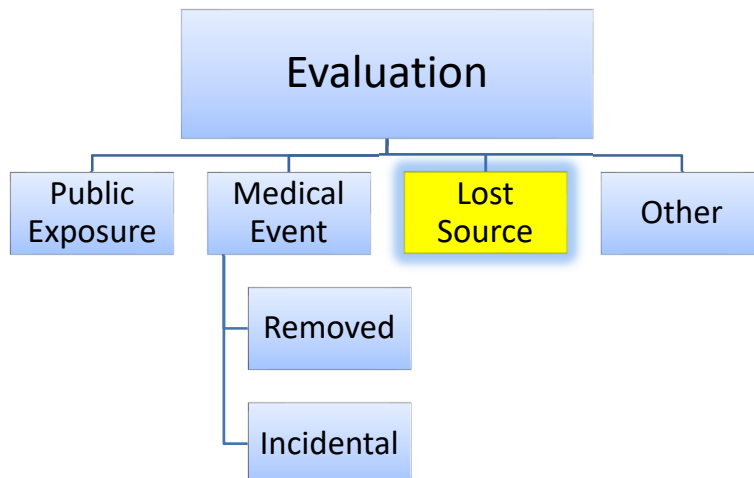 Evaluation
Public
Exposure
Medical
Event
Lost
Source
Other
Removed
Incidental